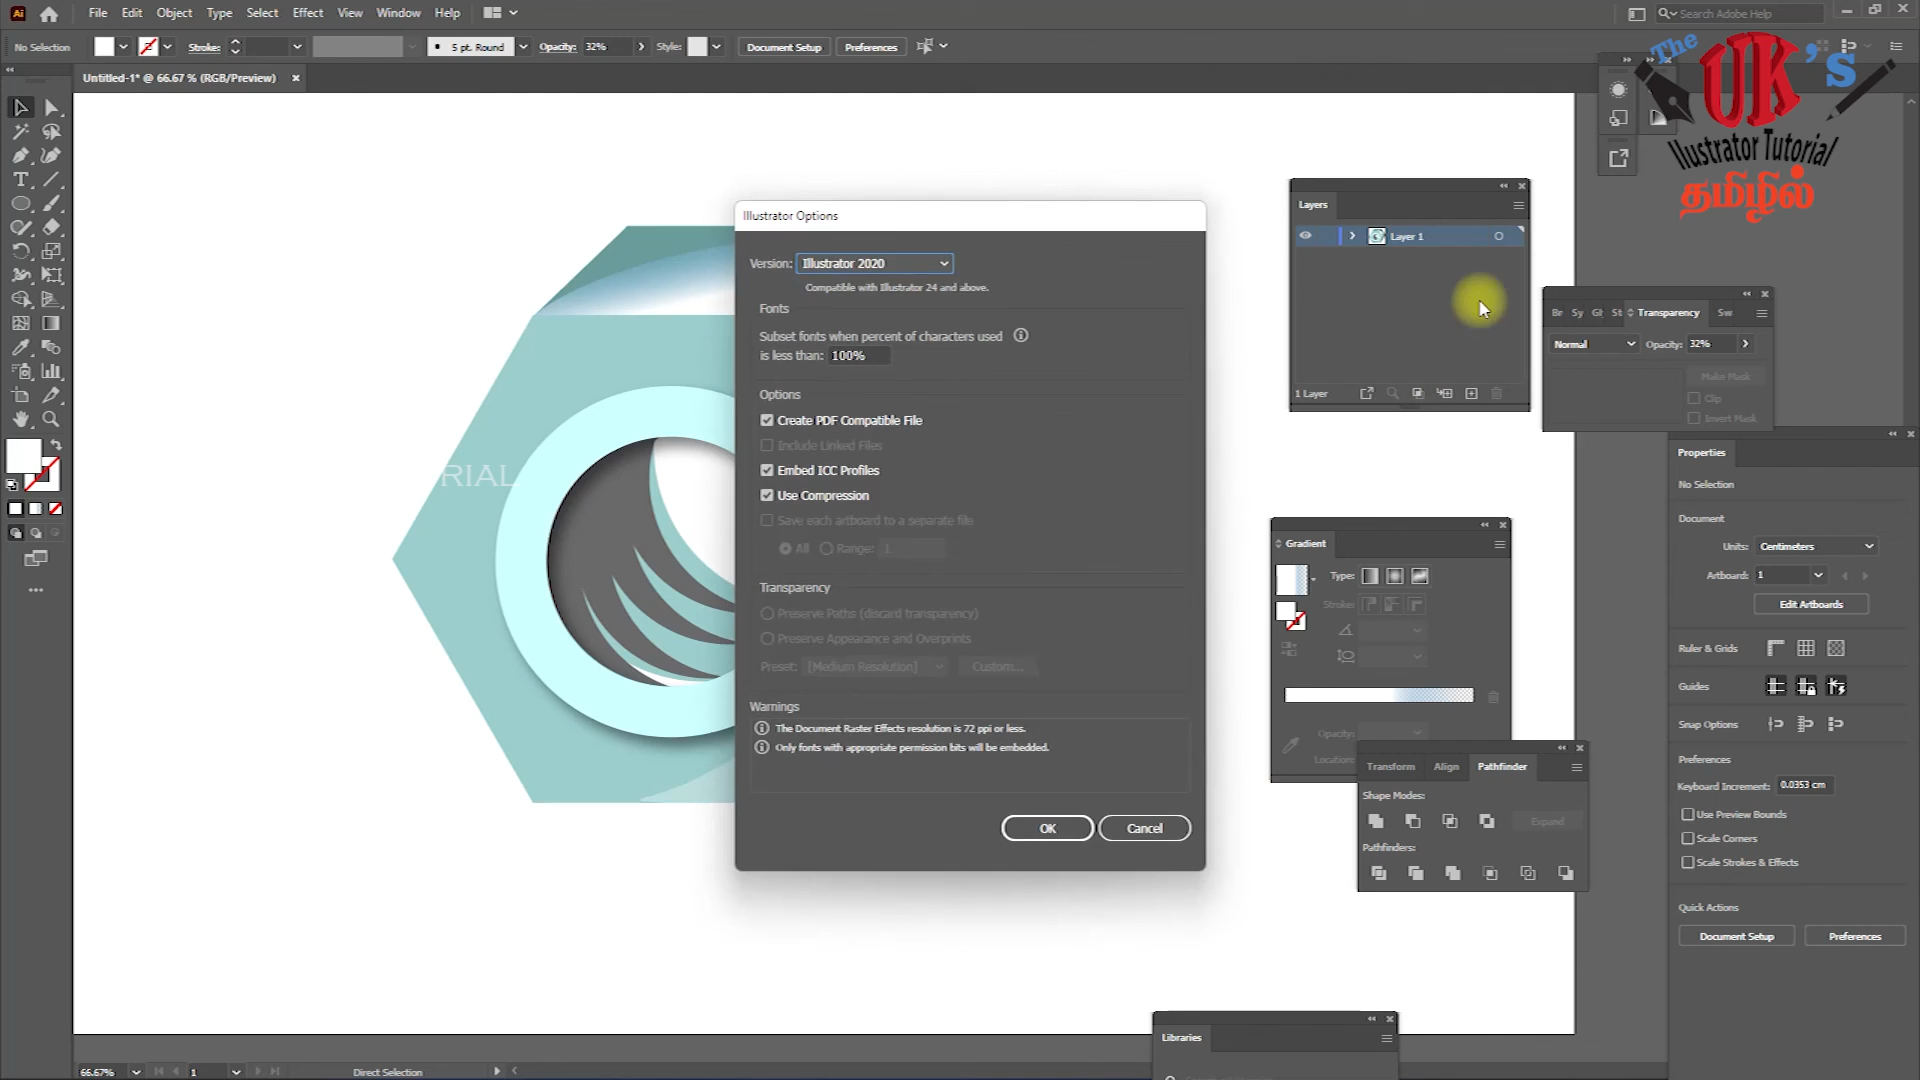 Ai File Edit Object Type Select Effect View Window Help Search Adobe Help
No Selection Stroke: 5 pt. Round Opacity: 32% Style: Document Setup Preferences
Untitled-1* @ 66.67 % (RGB/Preview)
The UK's
Illustrator Tutorial
தமிழில்
RIAL
Illustrator Options
Version: Illustrator 2020
Compatible with Illustrator 24 and above.
Fonts
Subset fonts when percent of characters used
is less than: 100%
Options
Create PDF Compatible File
Include Linked Files
Embed ICC Profiles
Use Compression
Save each artboard to a separate file
All Range: 1
Transparency
Preserve Paths (discard transparency)
Preserve Appearance and Overprints
Preset: [Medium Resolution] Custom...
Warnings
The Document Raster Effects resolution is 72 ppi or less.
Only fonts with appropriate permission bits will be embedded.
OK Cancel
Layers
Layer 1
1 Layer
Br Sy Gl St Transparency Sw
Normal Opacity: 32%
Make Mask
Clip
Invert Mask
Gradient
Type:
Stroke:
Opacity:
Location:
Transform Align Pathfinder
Shape Modes:
Expand
Pathfinders:
Properties
No Selection
Document
Units: Centimeters
Artboard: 1
Edit Artboards
Ruler & Grids
Guides
Snap Options
Preferences
Keyboard Increment: 0.0353 cm
Use Preview Bounds
Scale Corners
Scale Strokes & Effects
Quick Actions
Document Setup Preferences
Libraries
66.67% 1 Direct Selection